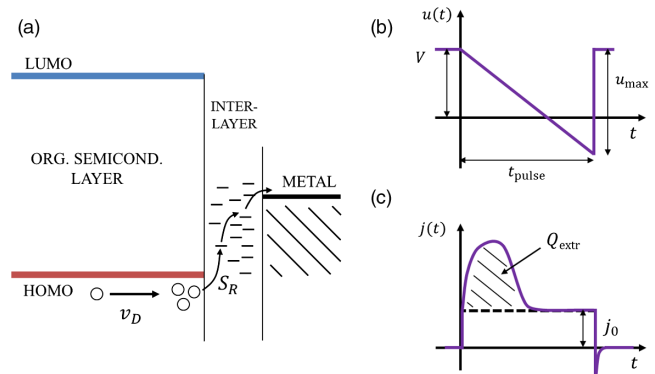 (a)
LUMO
INTER-
LAYER
ORG. SEMICOND.
LAYER
METAL
HOMO
v_D
S_R
(b)
u(t)
V
u_max
t
t_pulse
(c)
j(t)
Q_extr
j_0
t